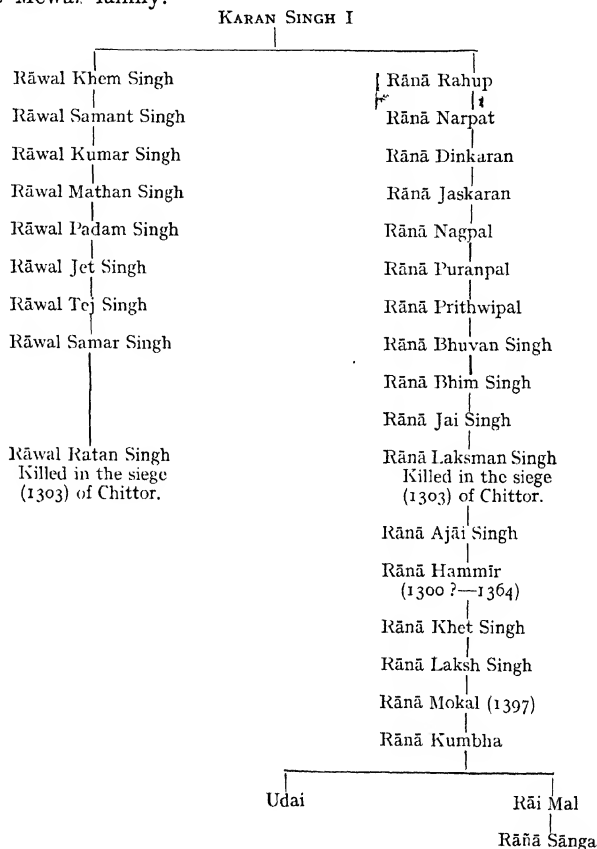 Mewar family.
KARAN SINGH I
Rāwal Khem Singh
Rāwal Samant Singh
Rāwal Kumar Singh
Rāwal Mathan Singh
Rāwal Padam Singh
Rāwal Jet Singh
Rāwal Tej Singh
Rāwal Samar Singh
Rāwal Ratan Singh
Killed in the siege
(1303) of Chittor.
Rānā Rahup
Rānā Narpat
Rānā Dinkaran
Rānā Jaskaran
Rānā Nagpal
Rānā Puranpal
Rānā Prithwipal
Rānā Bhuvan Singh
Rānā Bhim Singh
Rānā Jai Singh
Rānā Laksman Singh
Killed in the siege
(1303) of Chittor.
Rānā Ajāi Singh
Rānā Hammīr
(1300 ?—1364)
Rānā Khet Singh
Rānā Laksh Singh
Rānā Mokal (1397)
Rānā Kumbha
Udai
Rāi Mal
Rāñā Sānga